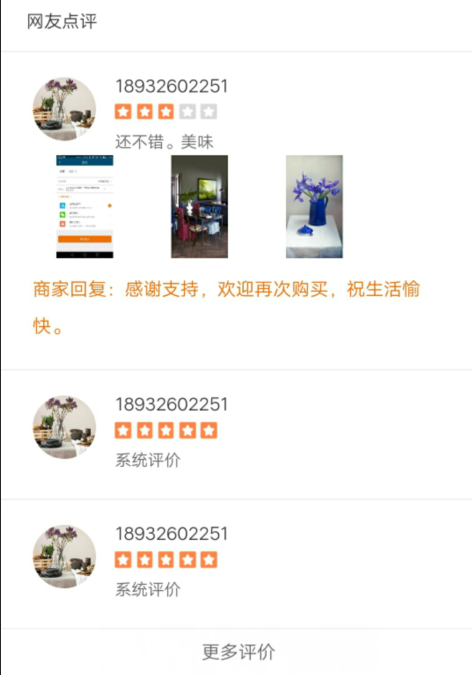 网友点评
18932602251
还不错。美味
商家回复：感谢支持，欢迎再次购买，祝生活愉
快。
18932602251
系统评价
18932602251
系统评价
更多评价